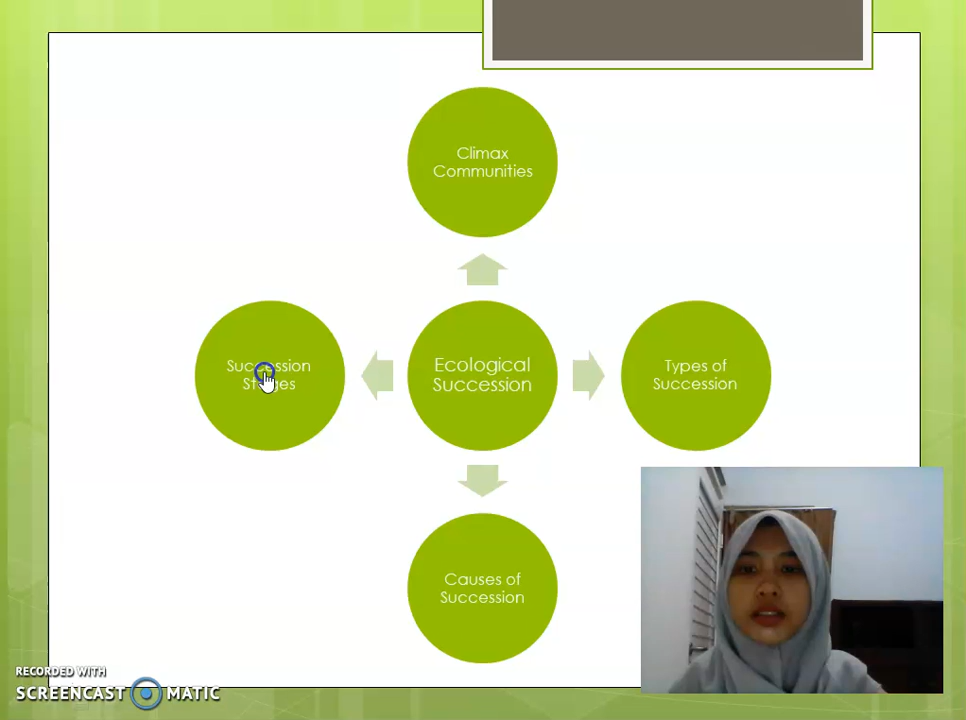 Climax
Communities
Succession
Stages
Ecological
Succession
Types of
Succession
Causes of
Succession
RECORDED WITH
SCREENCAST MATIC